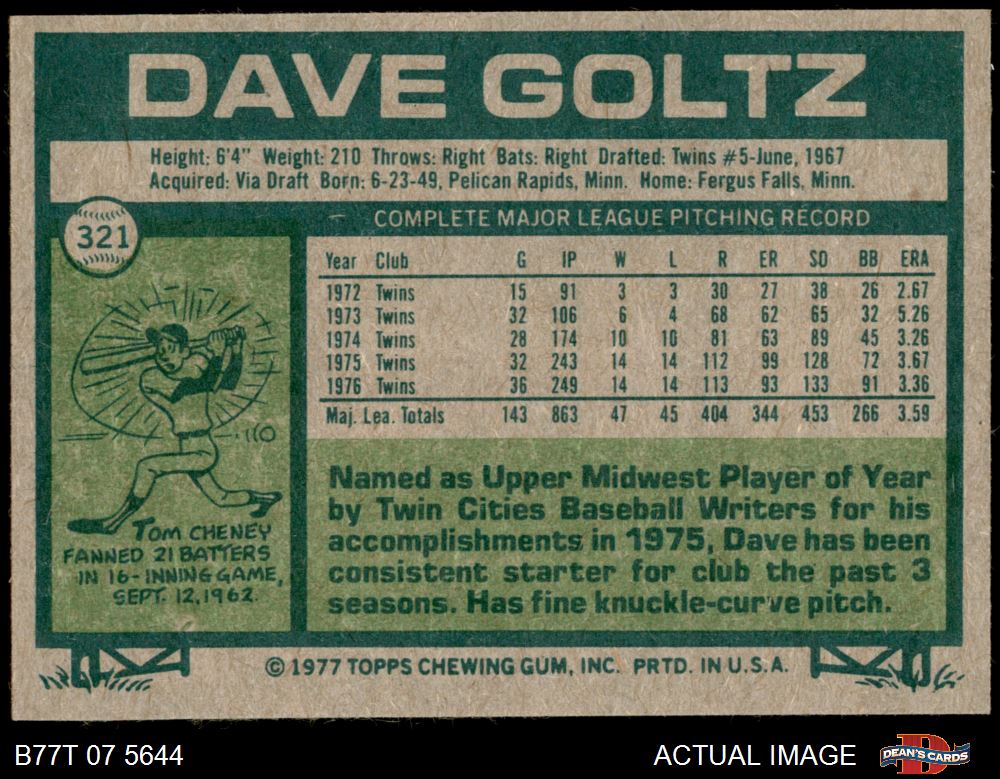 DAVE GOLTZ
Height: 6'4" Weight: 210 Throws: Right Bats: Right Drafted: Twins #5-June, 1967
Acquired: Via Draft Born: 6-23-49, Pelican Rapids, Minn. Home: Fergus Falls, Minn.
321
COMPLETE MAJOR LEAGUE PITCHING RECORD
Year Club G IP W L R ER SO BB ERA
1972 Twins 15 91 3 3 30 27 38 26 2.67
1973 Twins 32 106 6 4 68 62 65 32 5.26
1974 Twins 28 174 10 10 81 63 89 45 3.26
1975 Twins 32 243 14 14 112 99 128 72 3.67
1976 Twins 36 249 14 14 113 93 133 91 3.36
Maj. Lea. Totals 143 863 47 45 404 344 453 266 3.59
TOM CHENEY
FANNED 21 BATTERS
IN 16-INNING GAME,
SEPT. 12, 1962.
Named as Upper Midwest Player of Year
by Twin Cities Baseball Writers for his
accomplishments in 1975, Dave has been
consistent starter for club the past 3
seasons. Has fine knuckle-curve pitch.
© 1977 TOPPS CHEWING GUM, INC. PRTD. IN U.S.A.
B77T 07 5644
ACTUAL IMAGE
D
DEAN'S CARDS